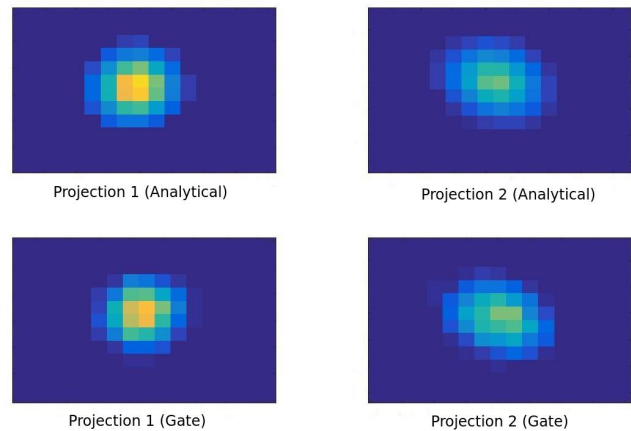 Projection 1 (Analytical)
Projection 2 (Analytical)
Projection 1 (Gate)
Projection 2 (Gate)